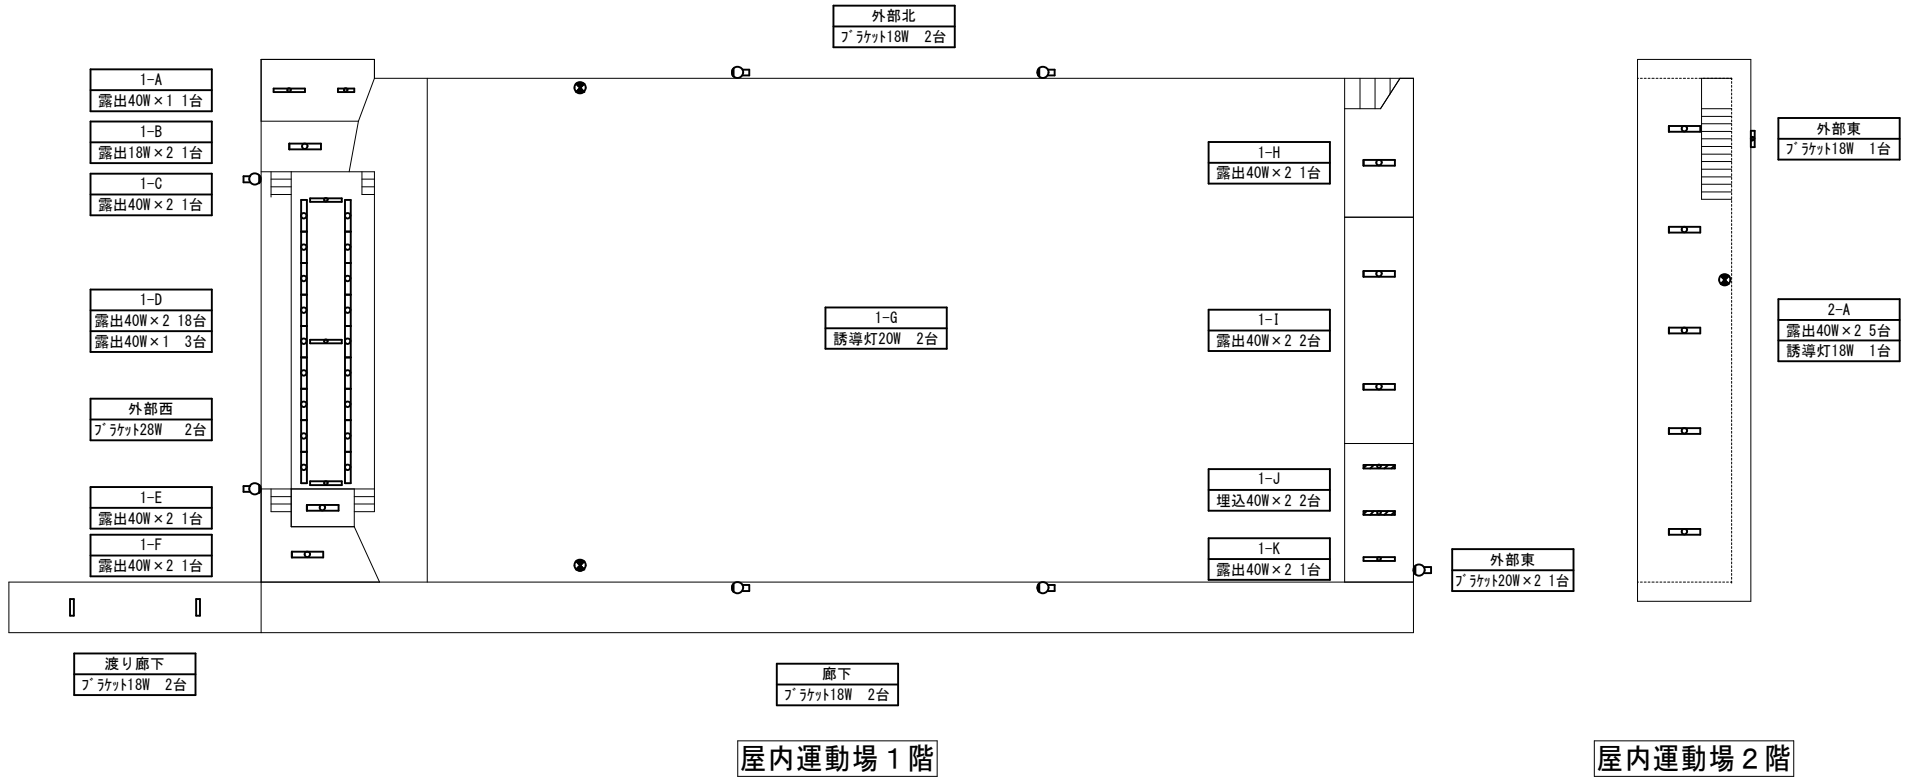 外部北
ブラケット18W 2台
1-A
露出40W×1 1台
1-B
露出18W×2 1台
1-C
露出40W×2 1台
1-D
露出40W×2 18台
露出40W×1 3台
外部西
ブラケット28W 2台
1-E
露出40W×2 1台
1-F
露出40W×2 1台
渡り廊下
ブラケット18W 2台
1-G
誘導灯20W 2台
廊下
ブラケット18W 2台
1-H
露出40W×2 1台
1-I
露出40W×2 2台
1-J
埋込40W×2 2台
1-K
露出40W×2 1台
外部東
ブラケット20W×2 1台
屋内運動場1階
外部東
ブラケット18W 1台
2-A
露出40W×2 5台
誘導灯18W 1台
屋内運動場2階